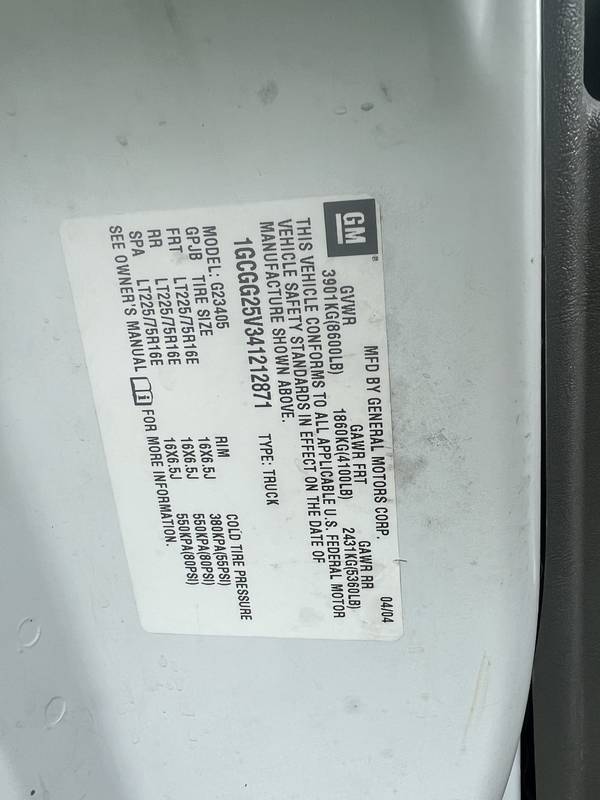 GM
MFD BY GENERAL MOTORS CORP. 04/04
GVWR GAWR FRT GAWR RR
3901KG(8600LB) 1860KG(4100LB) 2431KG(5360LB)
THIS VEHICLE CONFORMS TO ALL APPLICABLE U.S. FEDERAL MOTOR
VEHICLE SAFETY STANDARDS IN EFFECT ON THE DATE OF
MANUFACTURE SHOWN ABOVE.
1GCGG25V341212871 TYPE: TRUCK
MODEL: G23405
GPJB TIRE SIZE RIM COLD TIRE PRESSURE
FRT LT225/75R16E 16X6.5J 380KPA(55PSI)
RR LT225/75R16E 16X6.5J 550KPA(80PSI)
SPA LT225/75R16E 16X6.5J 550KPA(80PSI)
SEE OWNER'S MANUAL FOR MORE INFORMATION.